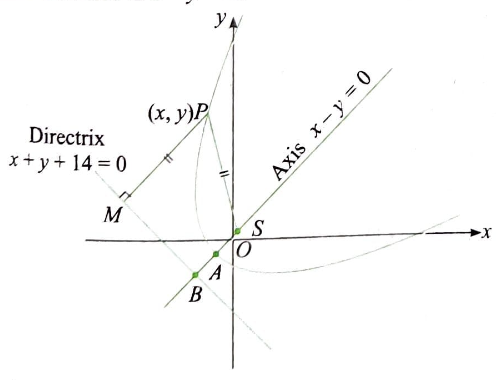 y
(x, y)P
Axis x – y = 0
Directrix
x + y + 14 = 0
M
S
O
x
A
B